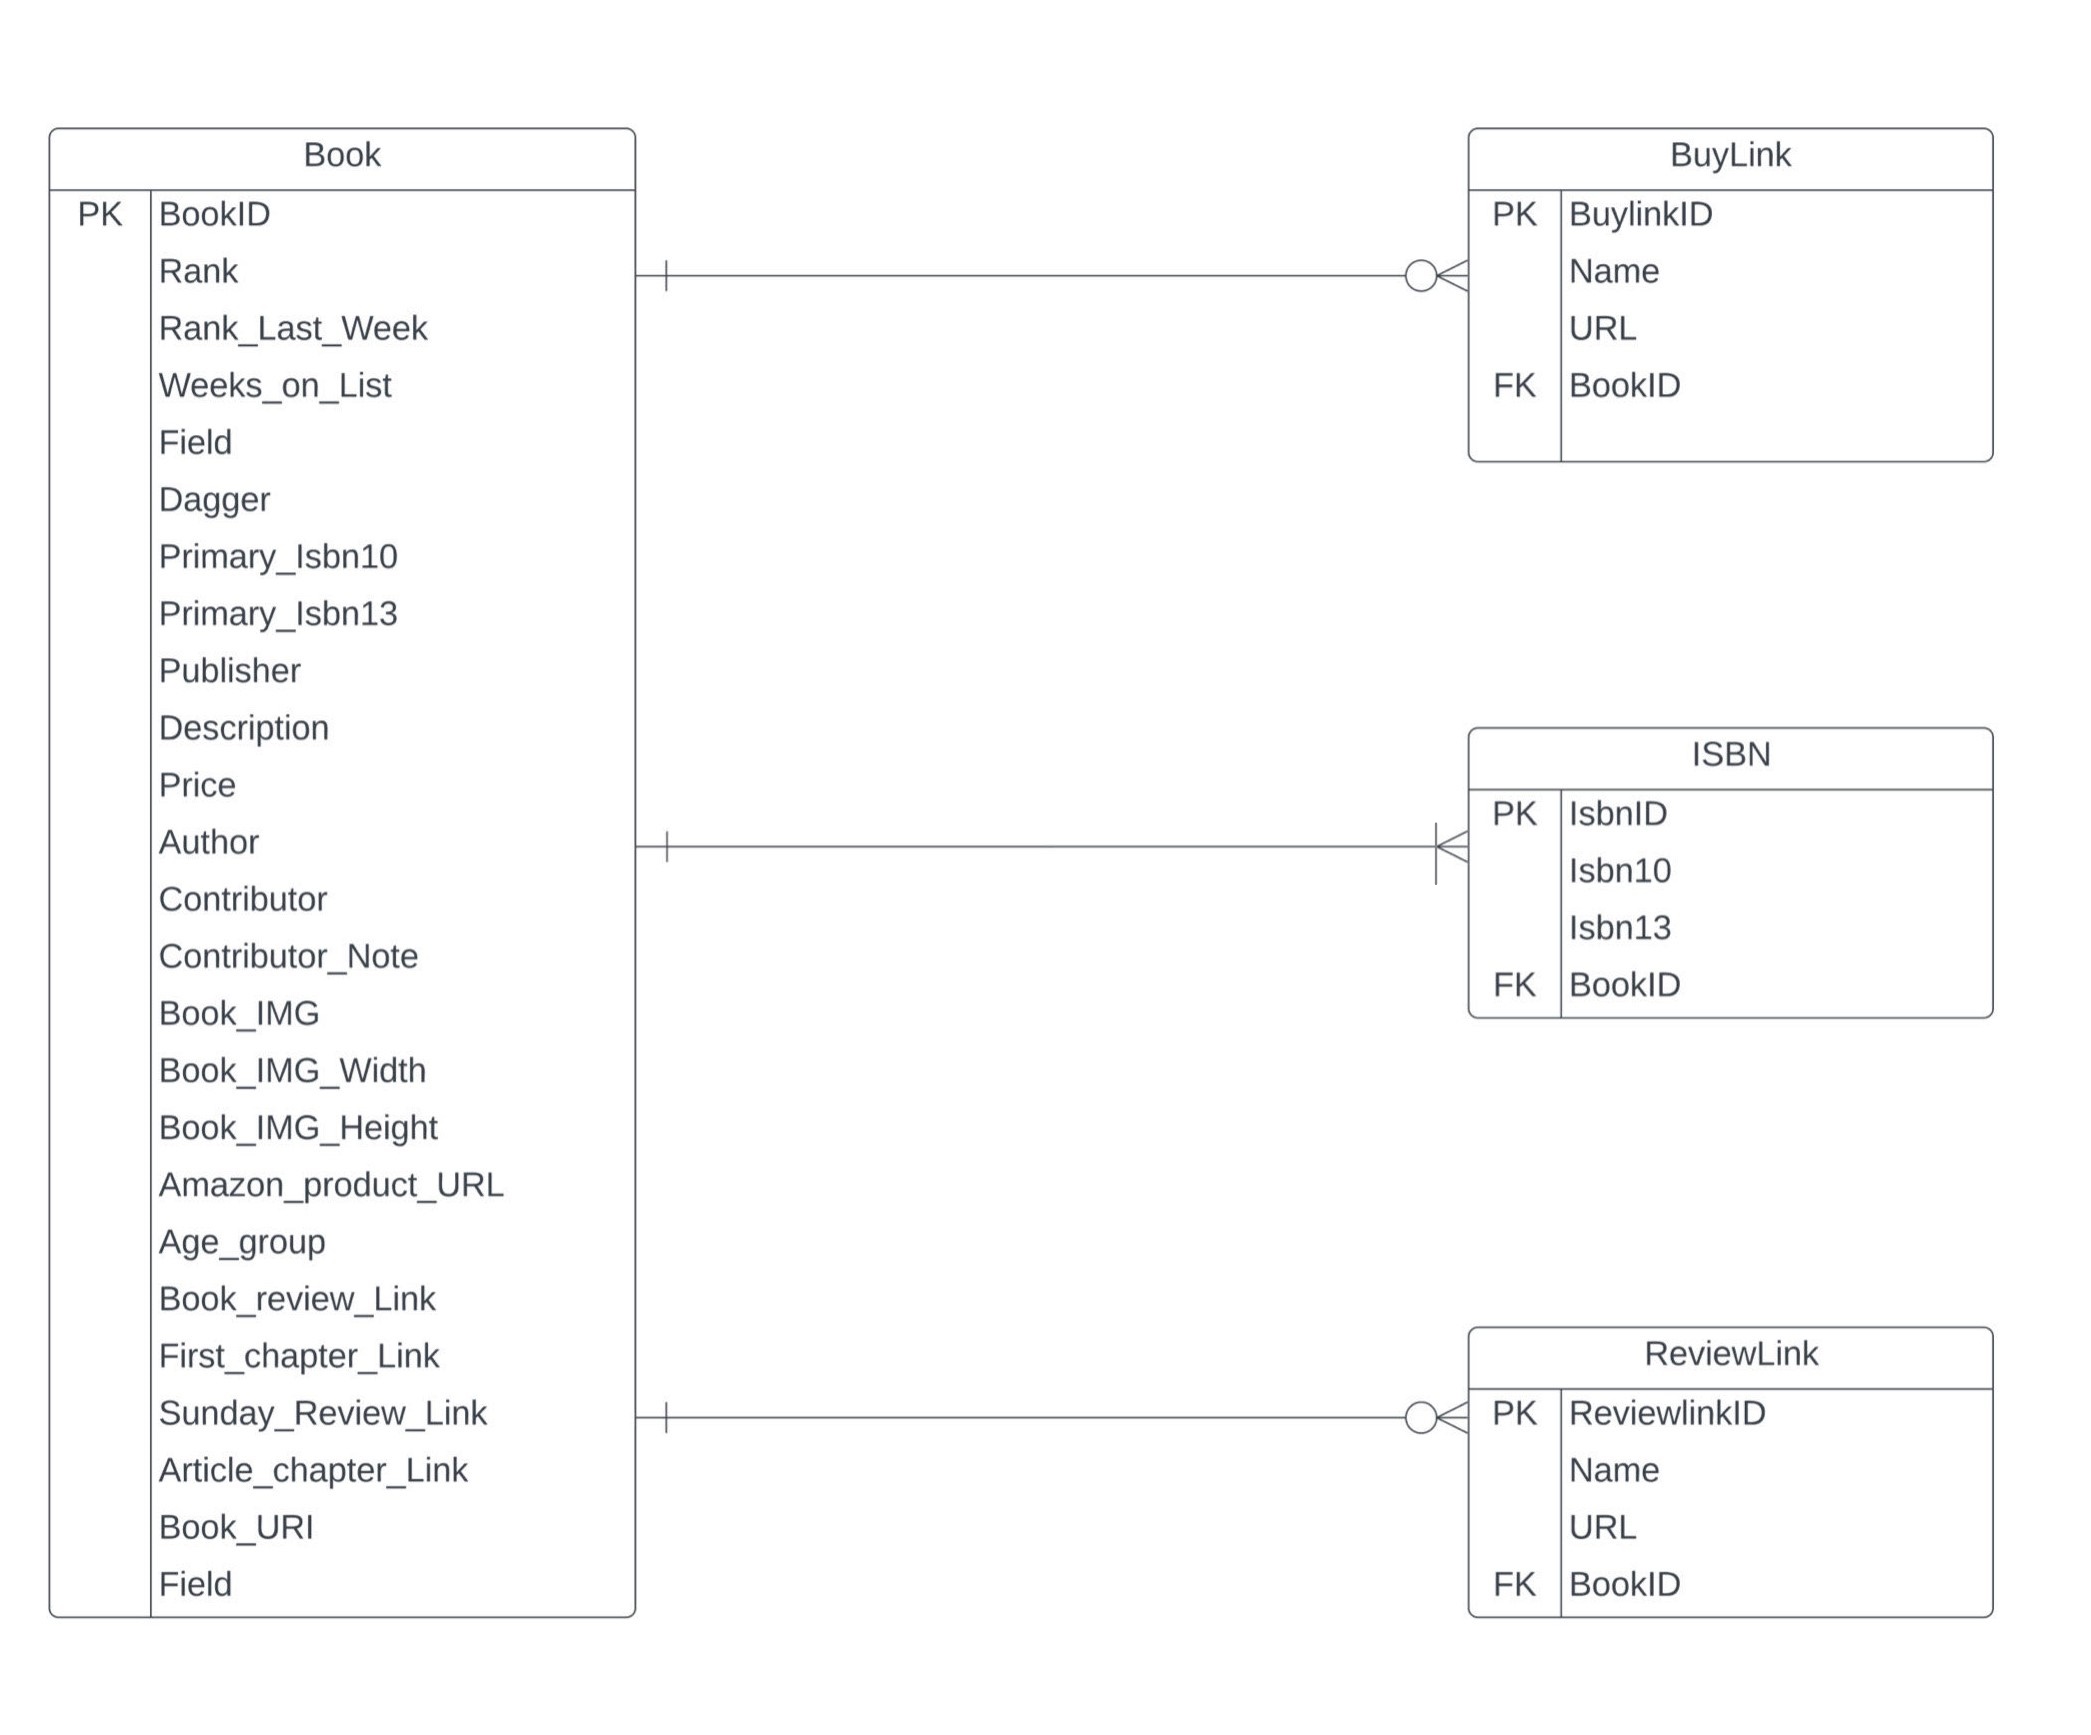 Book
PK BookID
Rank
Rank_Last_Week
Weeks_on_List
Field
Dagger
Primary_Isbn10
Primary_Isbn13
Publisher
Description
Price
Author
Contributor
Contributor_Note
Book_IMG
Book_IMG_Width
Book_IMG_Height
Amazon_product_URL
Age_group
Book_review_Link
First_chapter_Link
Sunday_Review_Link
Article_chapter_Link
Book_URI
Field
BuyLink
PK BuylinkID
Name
URL
FK BookID
ISBN
PK IsbnID
Isbn10
Isbn13
FK BookID
ReviewLink
PK ReviewlinkID
Name
URL
FK BookID